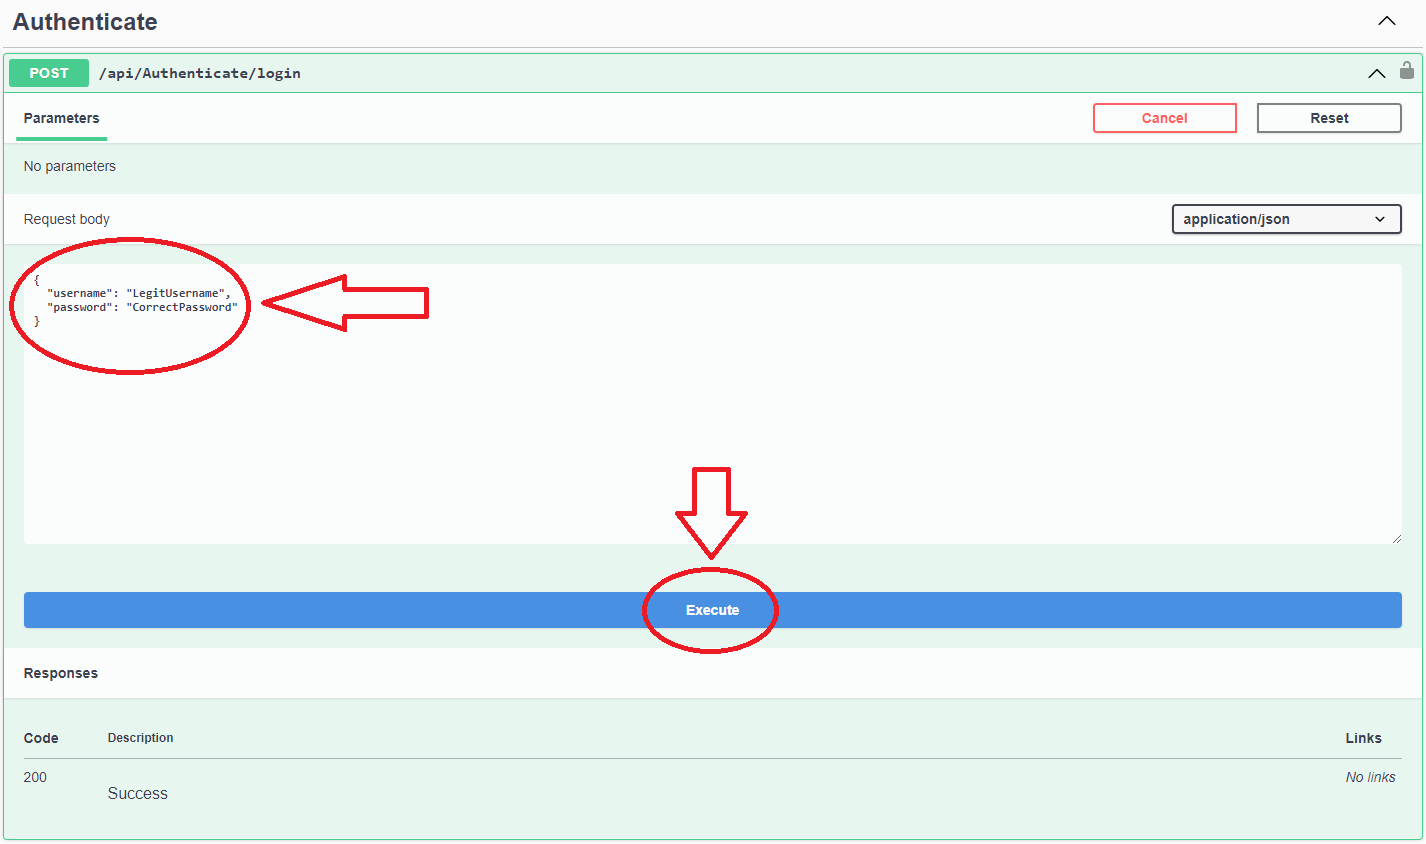 Authenticate
POST /api/Authenticate/login
Parameters Cancel Reset
No parameters
Request body application/json
{
  "username": "LegitUsername",
  "password": "CorrectPassword"
}
Execute
Responses
Code Description Links
200 Success No links